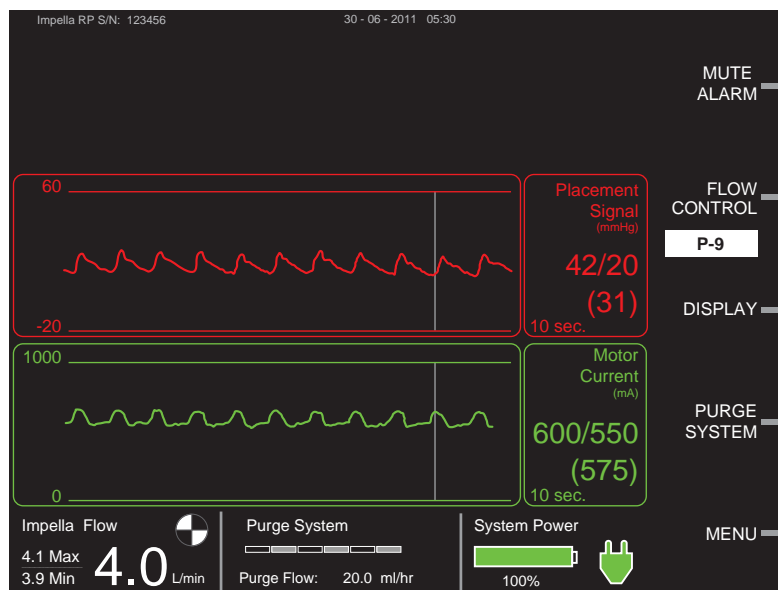 Impella RP S/N: 123456 30 - 06 - 2011 05:30
MUTE
ALARM
60
Placement
Signal
(mmHg)
42/20
(31)
-20
10 sec.
FLOW
CONTROL
P-9
DISPLAY
1000
Motor
Current
(mA)
600/550
(575)
0
10 sec.
PURGE
SYSTEM
Impella Flow
4.1 Max
3.9 Min
4.0 L/min
Purge System
Purge Flow: 20.0 ml/hr
System Power
100%
MENU